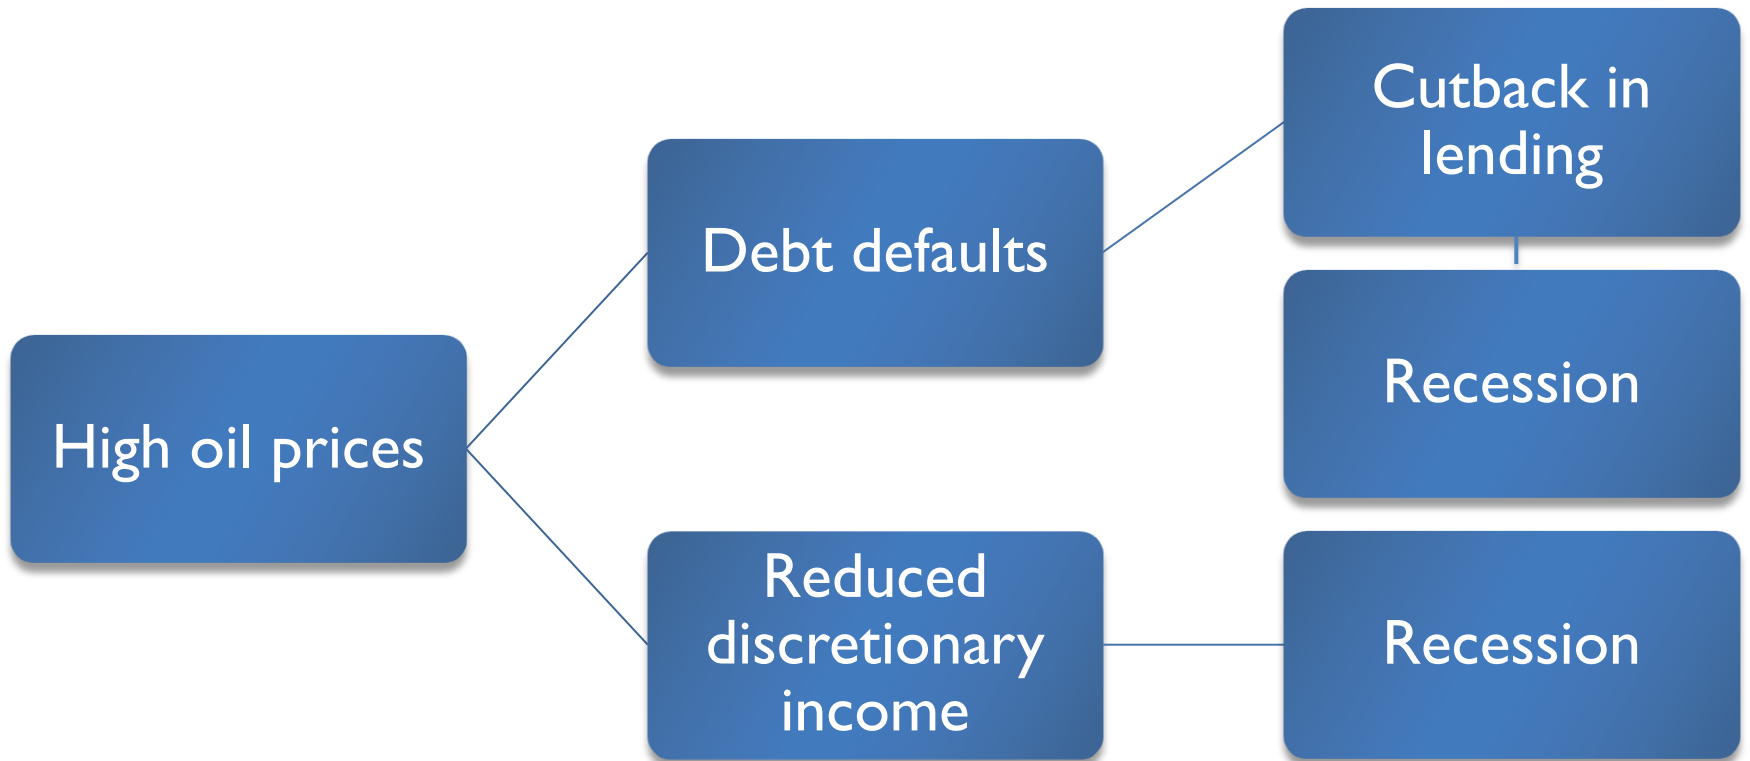 Cutback in
lending
Debt defaults
Recession
High oil prices
Reduced
discretionary
income
Recession